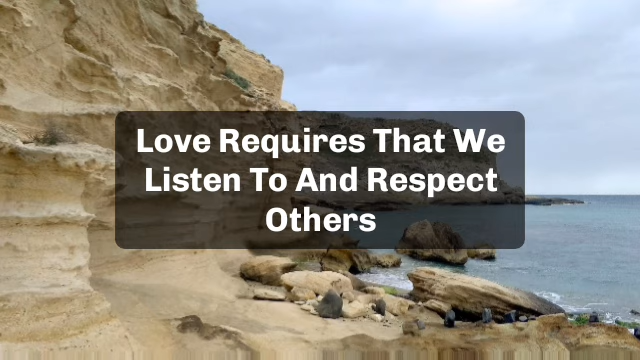 Love Requires That We
Listen To And Respect
Others